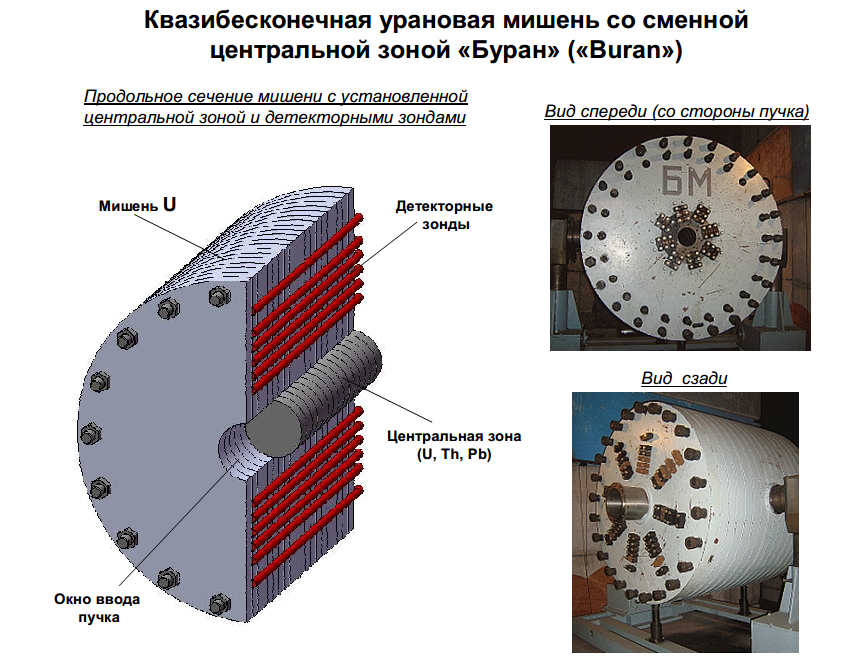 Квазибесконечная урановая мишень со сменной
центральной зоной «Буран» («Buran»)
Продольное сечение мишени с установленной
центральной зоной и детекторными зондами
Вид спереди (со стороны пучка)
БМ
Мишень U
Детекторные
зонды
Вид сзади
Центральная зона
(U, Th, Pb)
Окно ввода
пучка